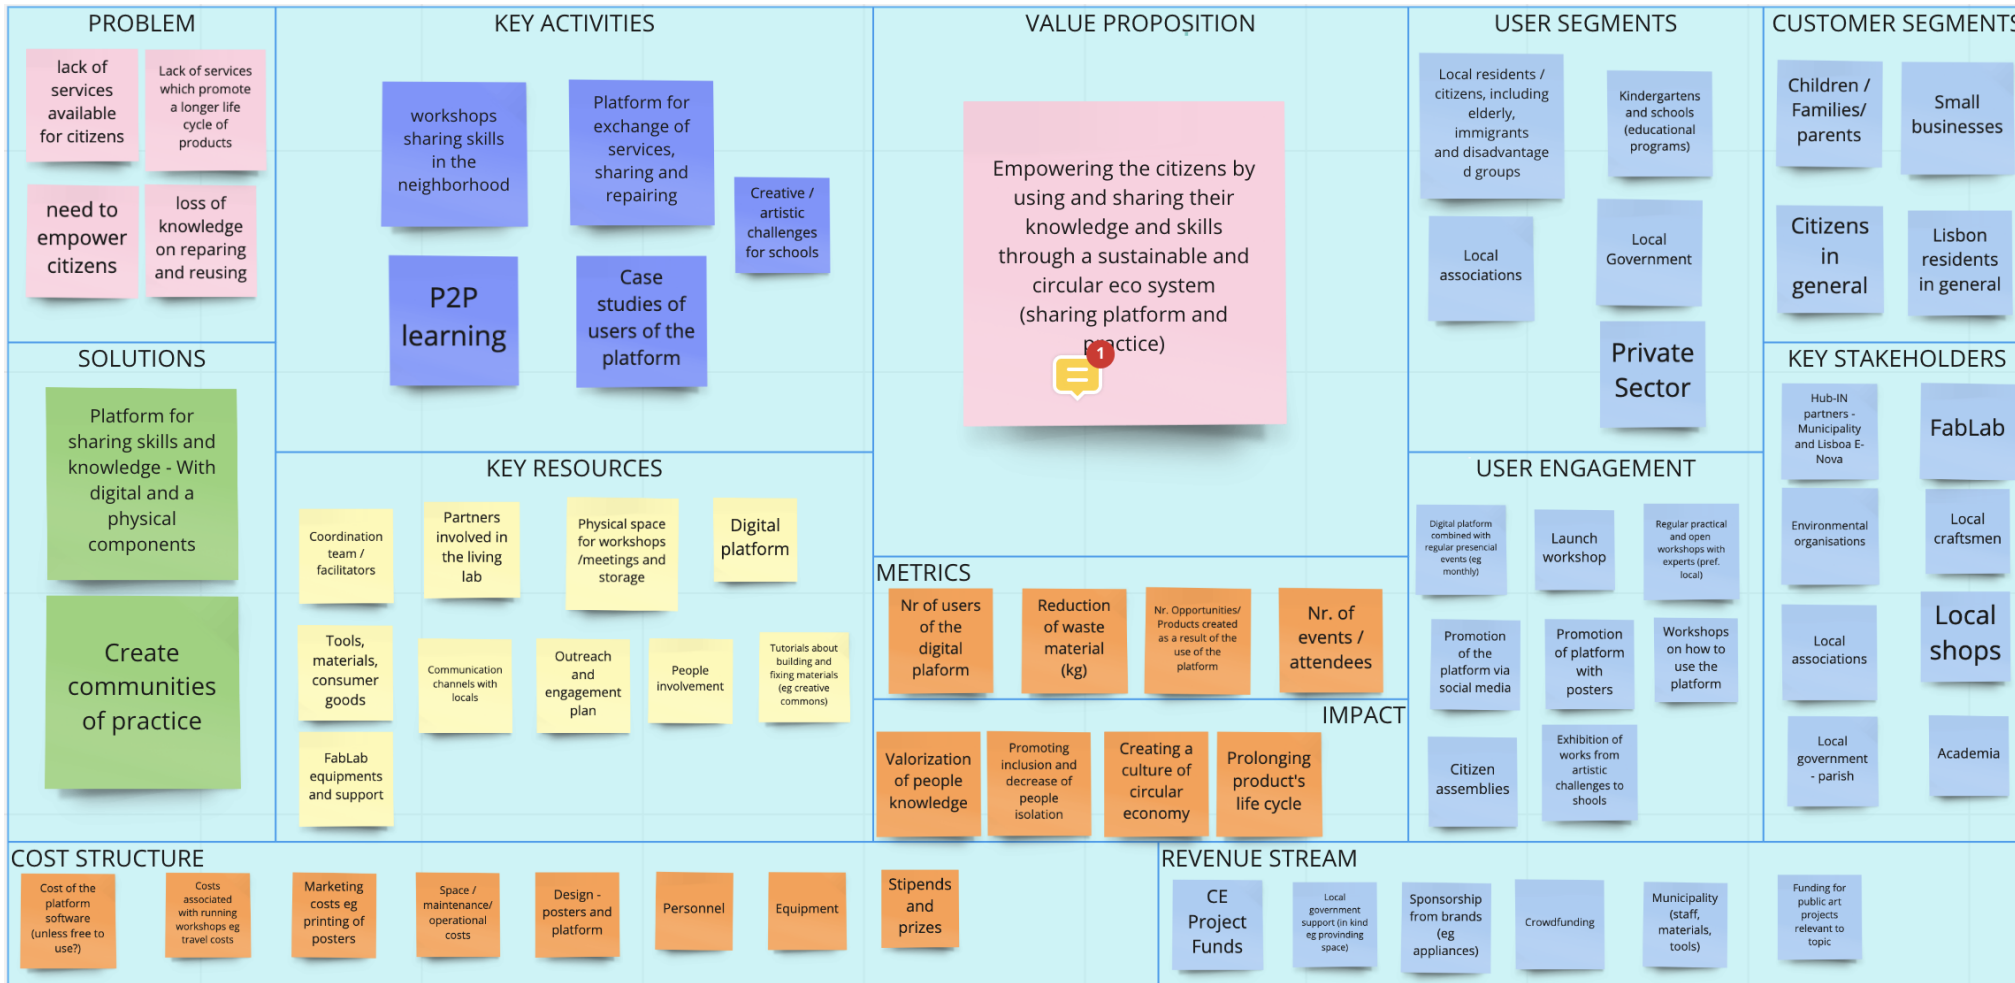 PROBLEM
lack of
services
available
for citizens
Lack of services
which promote
a longer life
cycle of
products
need to
empower
citizens
loss of
knowledge
on reparing
and reusing
SOLUTIONS
Platform for
sharing skills and
knowledge - With
digital and a
physical
components
Create
communities
of practice
KEY ACTIVITIES
workshops
sharing skills
in the
neighborhood
Platform for
exchange of
services,
sharing and
repairing
Creative /
artistic
challenges
for schools
P2P
learning
Case
studies of
users of the
platform
KEY RESOURCES
Coordination
team /
facilitators
Partners
involved in
the living
lab
Physical space
for workshops
/meetings and
storage
Digital
platform
Tools,
materials,
consumer
goods
Communication
channels with
locals
Outreach
and
engagement
plan
People
involvement
Tutorials about
building and
fixing materials
(eg creative
commons)
FabLab
equipments
and support
VALUE PROPOSITION
Empowering the citizens by
using and sharing their
knowledge and skills
through a sustainable and
circular eco system
(sharing platform and
practice)
1
METRICS
Nr of users
of the
digital
plaform
Reduction
of waste
material
(kg)
Nr. Opportunities/
Products created
as a result of the
use of the
platform
Nr. of
events /
attendees
IMPACT
Valorization
of people
knowledge
Promoting
inclusion and
decrease of
people
isolation
Creating a
culture of
circular
economy
Prolonging
product's
life cycle
USER SEGMENTS
Local residents /
citizens, including
elderly,
immigrants
and disadvantage
d groups
Kindergartens
and schools
(educational
programs)
Local
associations
Local
Government
Private
Sector
USER ENGAGEMENT
Digital platform
combined with
regular presencial
events (eg
monthly)
Launch
workshop
Regular practical
and open
workshops with
experts (pref.
local)
Promotion
of the
platform via
social media
Promotion
of platform
with
posters
Workshops
on how to
use the
platform
Citizen
assemblies
Exhibition of
works from
artistic
challenges to
shools
CUSTOMER SEGMENTS
Children /
Families/
parents
Small
businesses
Citizens
in
general
Lisbon
residents
in general
KEY STAKEHOLDERS
Hub-IN
partners -
Municipality
and Lisboa E-
Nova
FabLab
Environmental
organisations
Local
craftsmen
Local
associations
Local
shops
Local
government
- parish
Academia
COST STRUCTURE
Cost of the
platform
software
(unless free to
use?)
Costs
associated
with running
workshops eg
travel costs
Marketing
costs eg
printing of
posters
Space /
maintenance/
operational
costs
Design -
posters and
platform
Personnel
Equipment
Stipends
and
prizes
REVENUE STREAM
CE
Project
Funds
Local
government
support (in kind
eg provinding
space)
Sponsorship
from brands
(eg
appliances)
Crowdfunding
Municipality
(staff,
materials,
tools)
Funding for
public art
projects
relevant to
topic